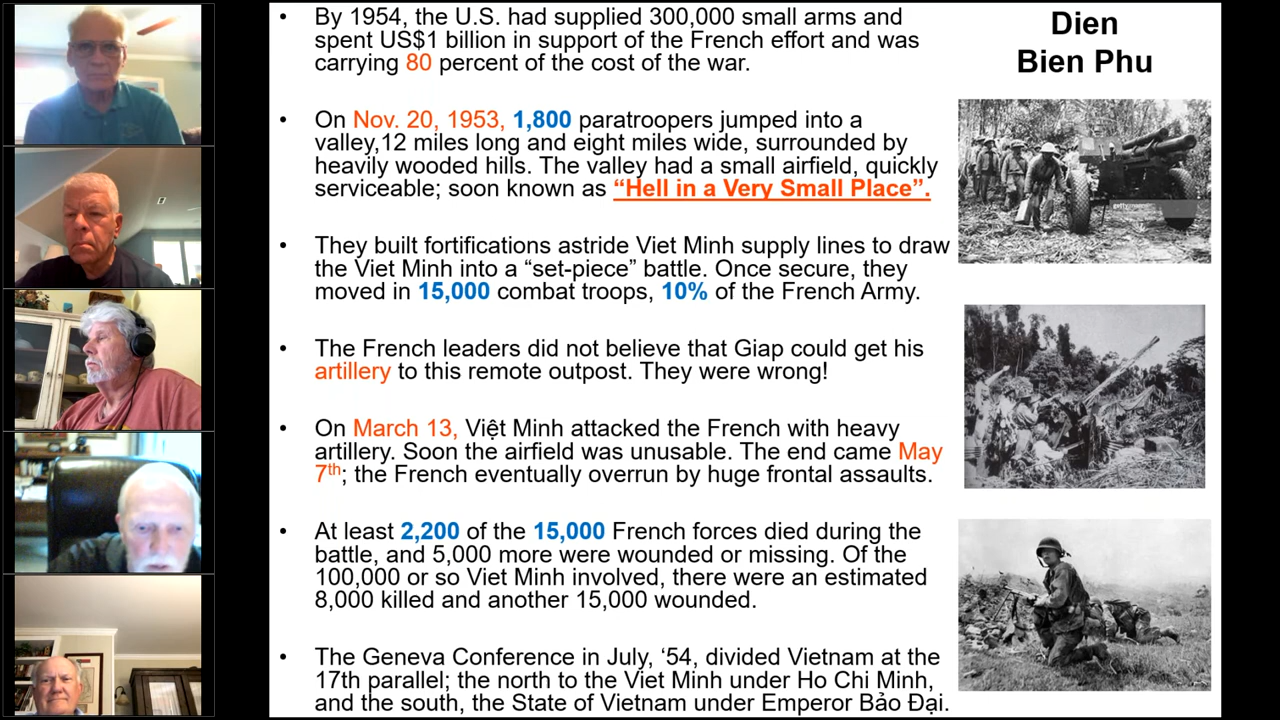 • By 1954, the U.S. had supplied 300,000 small arms and
spent US$1 billion in support of the French effort and was
carrying 80 percent of the cost of the war.
• On Nov. 20, 1953, 1,800 paratroopers jumped into a
valley,12 miles long and eight miles wide, surrounded by
heavily wooded hills. The valley had a small airfield, quickly
serviceable; soon known as “Hell in a Very Small Place”.
• They built fortifications astride Viet Minh supply lines to draw
the Viet Minh into a “set-piece” battle. Once secure, they
moved in 15,000 combat troops, 10% of the French Army.
• The French leaders did not believe that Giap could get his
artillery to this remote outpost. They were wrong!
• On March 13, Việt Minh attacked the French with heavy
artillery. Soon the airfield was unusable. The end came May
7th; the French eventually overrun by huge frontal assaults.
• At least 2,200 of the 15,000 French forces died during the
battle, and 5,000 more were wounded or missing. Of the
100,000 or so Viet Minh involved, there were an estimated
8,000 killed and another 15,000 wounded.
• The Geneva Conference in July, ‘54, divided Vietnam at the
17th parallel; the north to the Viet Minh under Ho Chi Minh,
and the south, the State of Vietnam under Emperor Bảo Đại.
Dien
Bien Phu